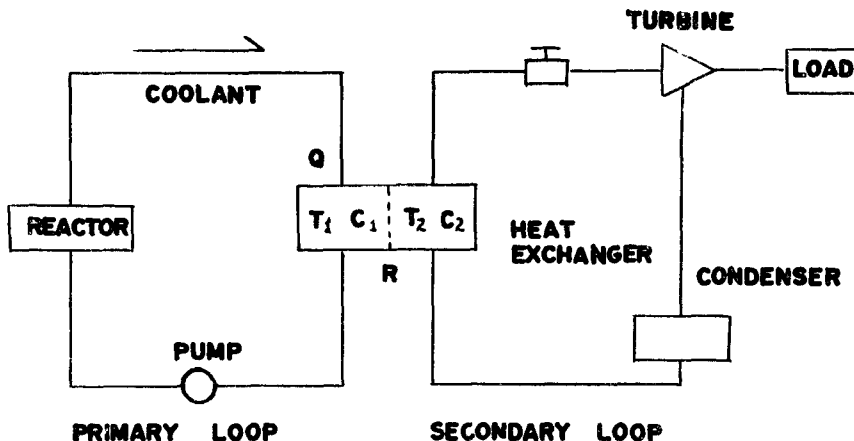 TURBINE
LOAD
COOLANT
Q
REACTOR
T₁ C₁ T₂ C₂
R
HEAT
EXCHANGER
CONDENSER
PUMP
PRIMARY LOOP
SECONDARY LOOP